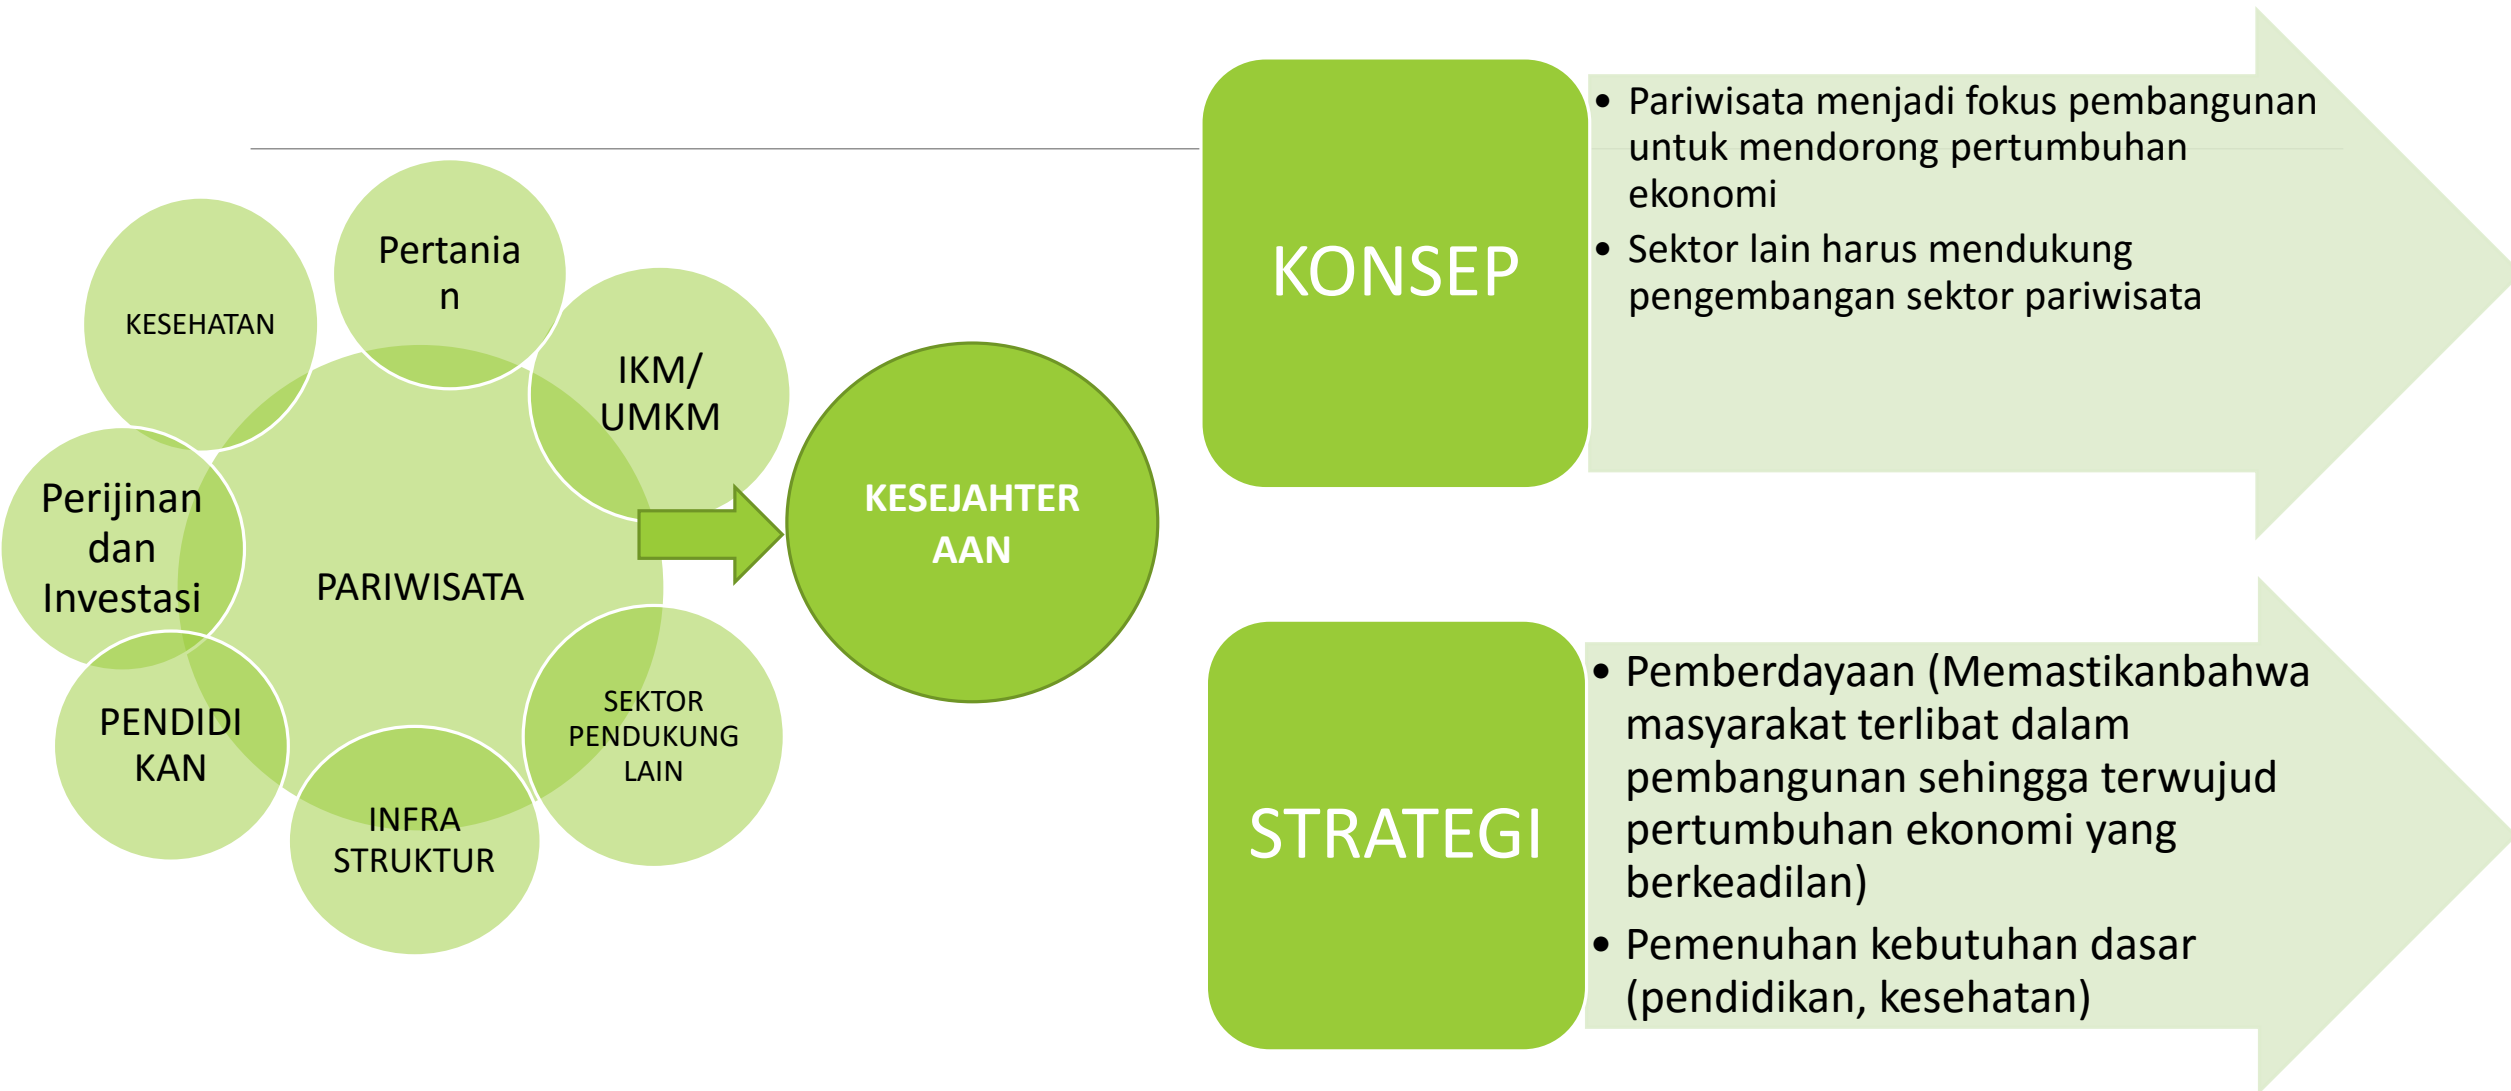 Pertania
n
KESEHATAN
IKM/
UMKM
Perijinan
dan
Investasi
PARIWISATA
PENDIDI
KAN
INFRA
STRUKTUR
SEKTOR
PENDUKUNG
LAIN
KESEJAHTER
AAN
KONSEP
• Pariwisata menjadi fokus pembangunan
untuk mendorong pertumbuhan
ekonomi
• Sektor lain harus mendukung
pengembangan sektor pariwisata
STRATEGI
• Pemberdayaan (Memastikanbahwa
masyarakat terlibat dalam
pembangunan sehingga terwujud
pertumbuhan ekonomi yang
berkeadilan)
• Pemenuhan kebutuhan dasar
(pendidikan, kesehatan)